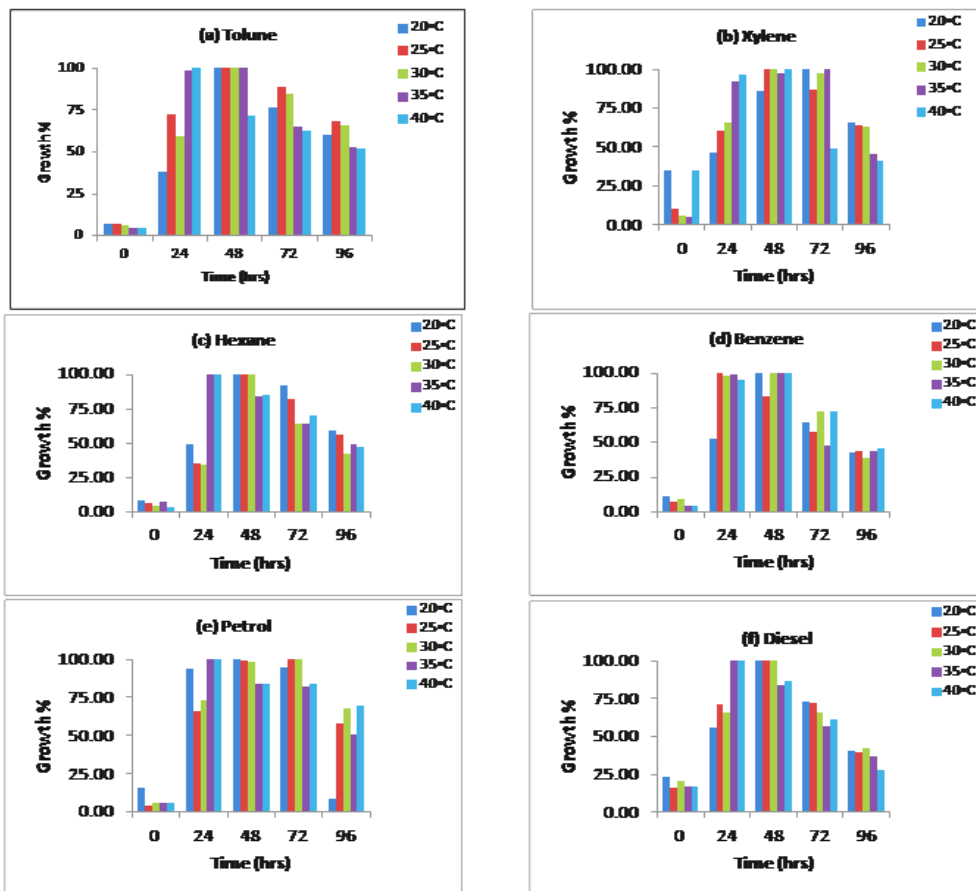 (a) Tolune
20°C
25°C
30°C
35°C
40°C
100
75
50
25
0
Growth %
0 24 48 72 96
Time (hrs)
(b) Xylene
20°C
25°C
30°C
35°C
40°C
100.00
75.00
50.00
25.00
0.00
Growth %
0 24 48 72 96
Time (hrs)
(c) Hexane
20°C
25°C
30°C
35°C
40°C
100.00
75.00
50.00
25.00
0.00
Growth %
0 24 48 72 96
Time (hrs)
(d) Benzene
20°C
25°C
30°C
35°C
40°C
100.00
75.00
50.00
25.00
0.00
Growth %
0 24 48 72 96
Time (hrs)
(e) Petrol
20°C
25°C
30°C
35°C
40°C
100.00
75.00
50.00
25.00
0.00
Growth %
0 24 48 72 96
Time (hrs)
(f) Diesel
20°C
25°C
30°C
35°C
40°C
100.00
75.00
50.00
25.00
0.00
Growth %
0 24 48 72 96
Time (hrs)